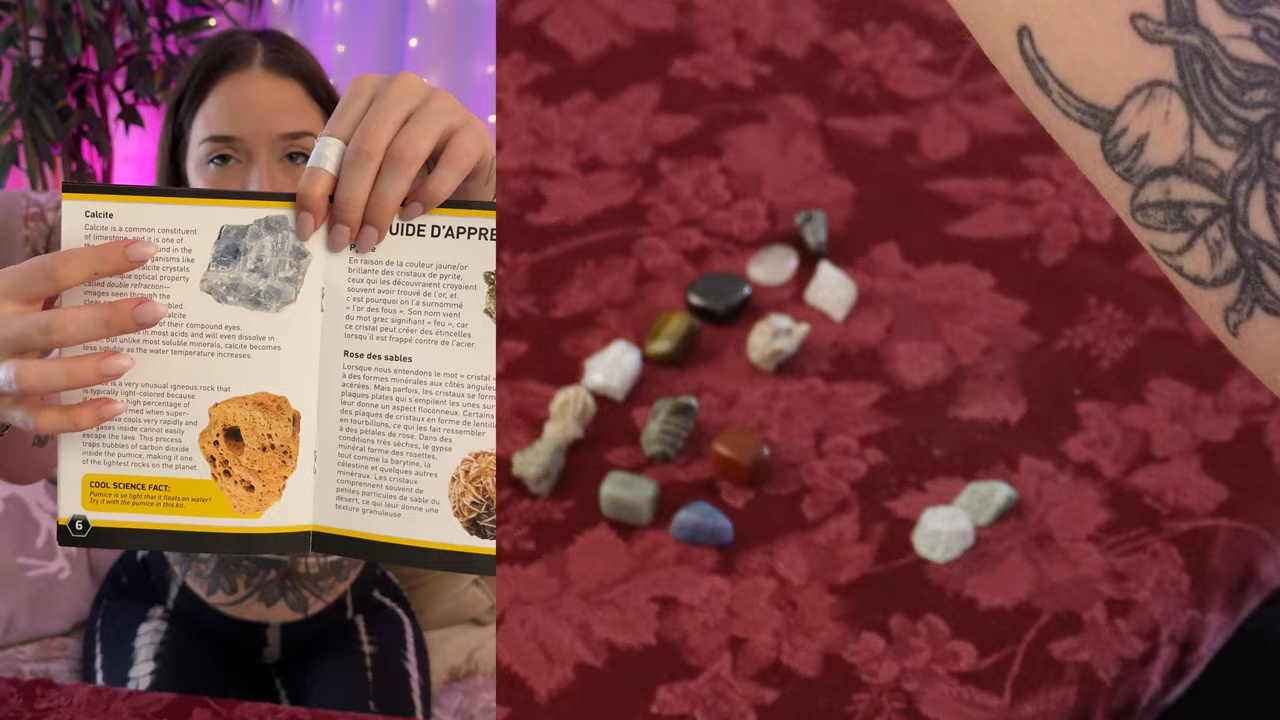 Calcite
Calcite is a common constituent
of limestone, and it is one of
the
found in the
organisms like
calcite crystals
unique optical property
called double refraction—
images seen through the
clear
calcite
of their compound eyes.
in most acids and will even dissolve in
but unlike most soluble minerals, calcite becomes
less soluble as the water temperature increases.
is a very unusual igneous rock that
is typically light-colored because
a high percentage of
formed when super-
lava cools very rapidly and
gases inside cannot easily
escape the lava. This process
traps bubbles of carbon dioxide
inside the pumice, making it one
of the lightest rocks on the planet.
COOL SCIENCE FACT:
Pumice is so light that it floats on water!
Try it with the pumice in this kit.
6
UIDE D'APPRE
En raison de la couleur jaune/or
brillante des cristaux de pyrite,
ceux qui les découvraient croyaient
souvent avoir trouvé de l'or, et
c'est pourquoi on l'a surnommé
« l'or des fous ». Son nom vient
du mot grec signifiant « feu », car
ce cristal peut créer des étincelles
lorsqu'il est frappé contre de l'acier.
Rose des sables
Lorsque nous entendons le mot « cristal »
à des formes minérales aux côtés
acérées. Mais parfois, les cristaux se
plaques plates qui s'empilent les unes sur
leur donne un aspect floconneux. Certains
des plaques de cristaux en forme de
en tourbillons, ce qui les fait ressembler
à des pétales de rose. Dans des
conditions très sèches, le gypse
minéral forme des rosettes,
tout comme la barytine, la
célestine et quelques autres
minéraux. Les cristaux
comprennent souvent de
petites particules de sable du
désert, ce qui leur donne une
texture granuleuse.